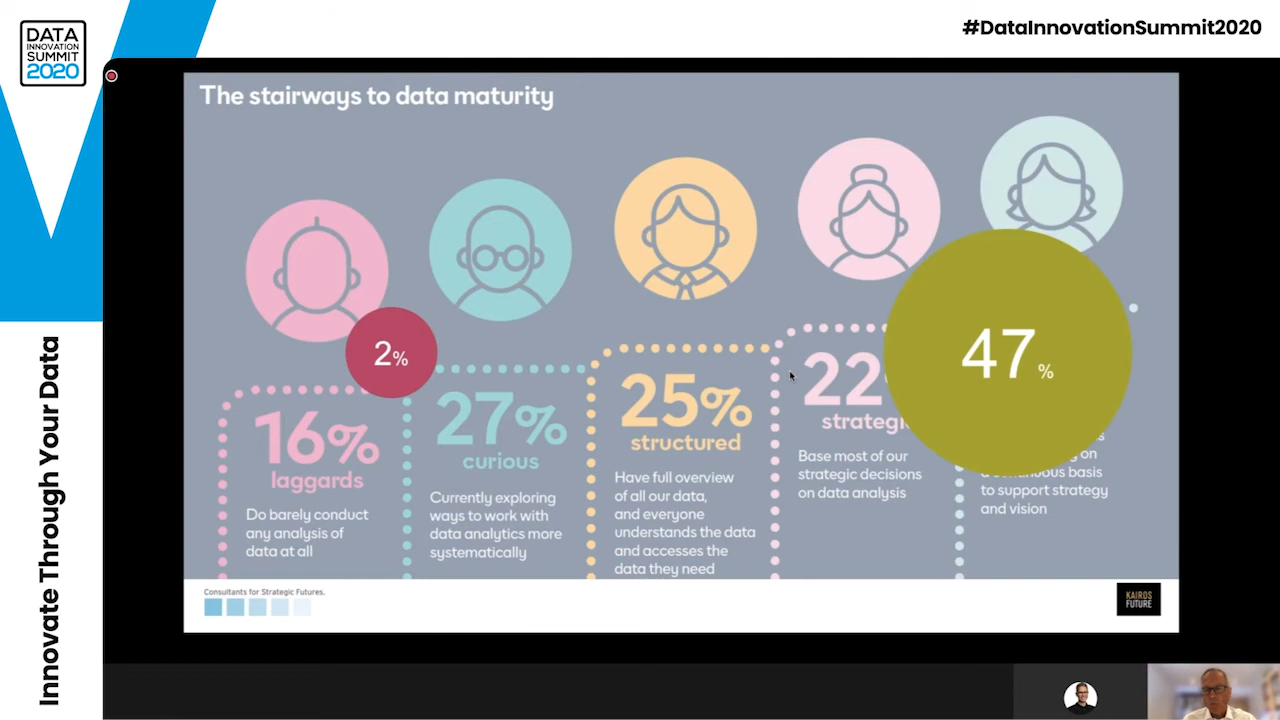 DATA
INNOVATION
SUMMIT
2020
#DataInnovationSummit2020
Innovate Through Your Data
The stairways to data maturity
2%
47%
16%
laggards
Do barely conduct
any analysis of
data at all
27%
curious
Currently exploring
ways to work with
data analytics more
systematically
25%
structured
Have full overview
of all our data,
and everyone
understands the data
and accesses the
data they need
22
Base most of our
strategic decisions
on data analysis
on
basis
to support strategy
and vision
Consultants for Strategic Futures.
KAIROS
FUTURE